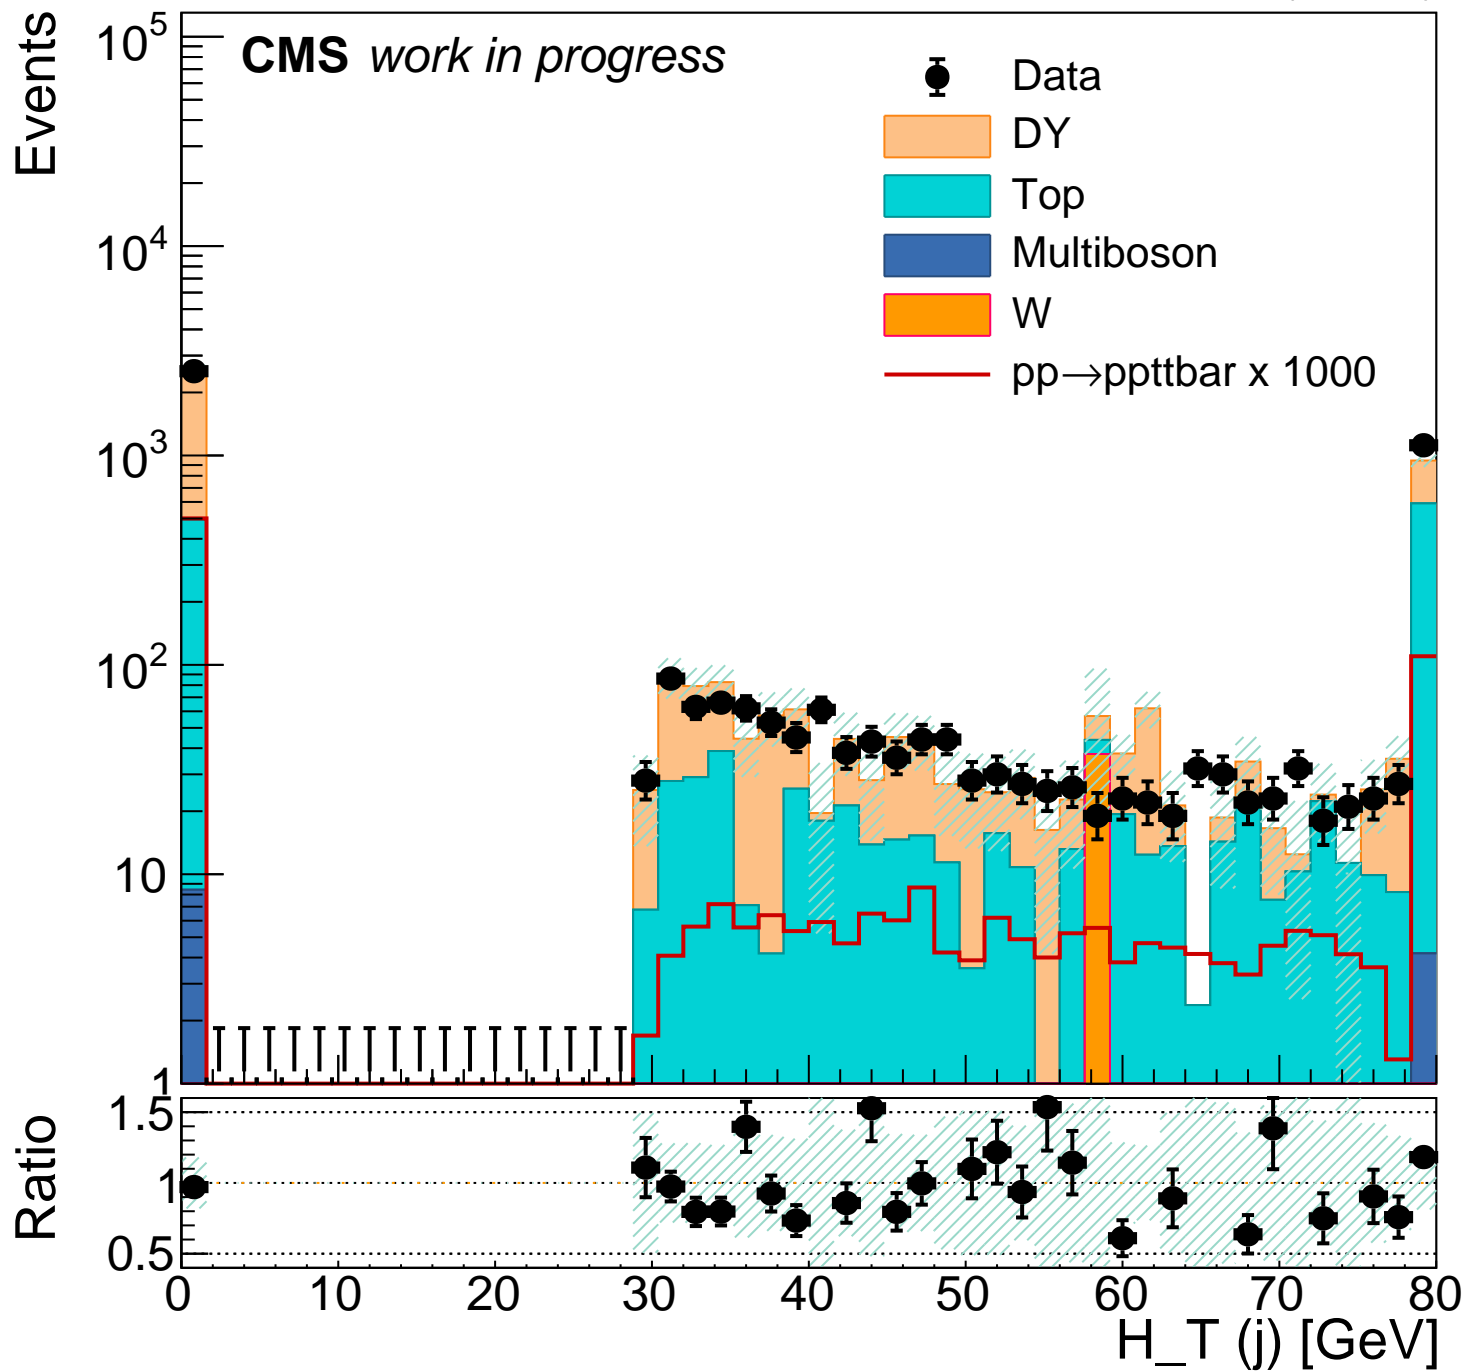 CMS work in progress
Events
10^5
10^4
10^3
10^2
10
1
Data
DY
Top
Multiboson
W
pp→ppttbar x 1000
Ratio
1.5
1
0.5
0 10 20 30 40 50 60 70 80
H_T (j) [GeV]